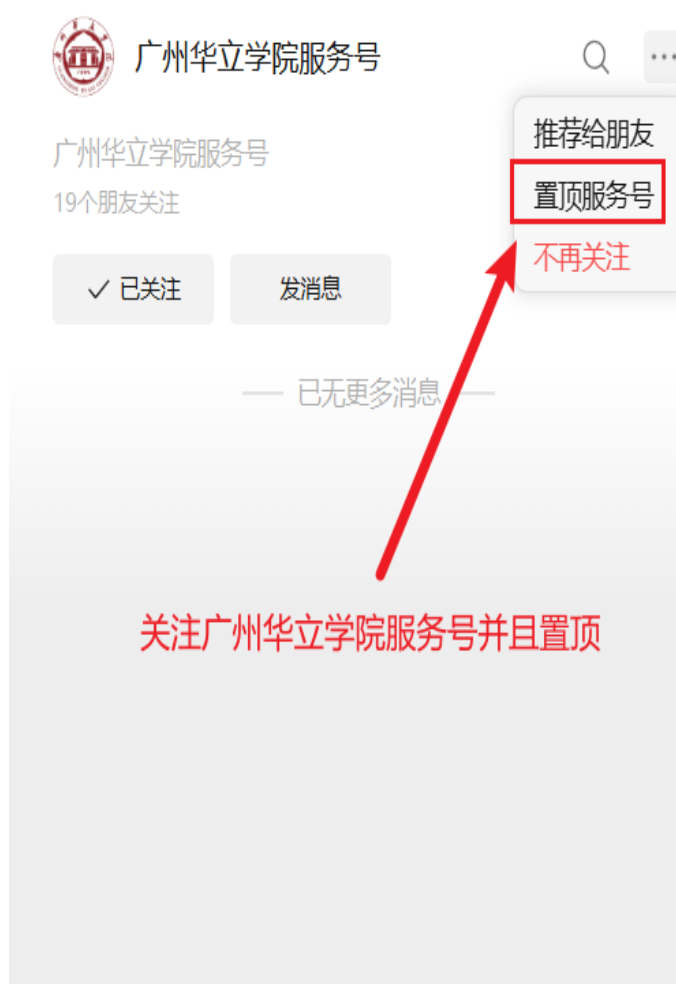 广州华立学院服务号
推荐给朋友
广州华立学院服务号
置顶服务号
19个朋友关注
不再关注
已关注
发消息
已无更多消息
关注广州华立学院服务号并且置顶